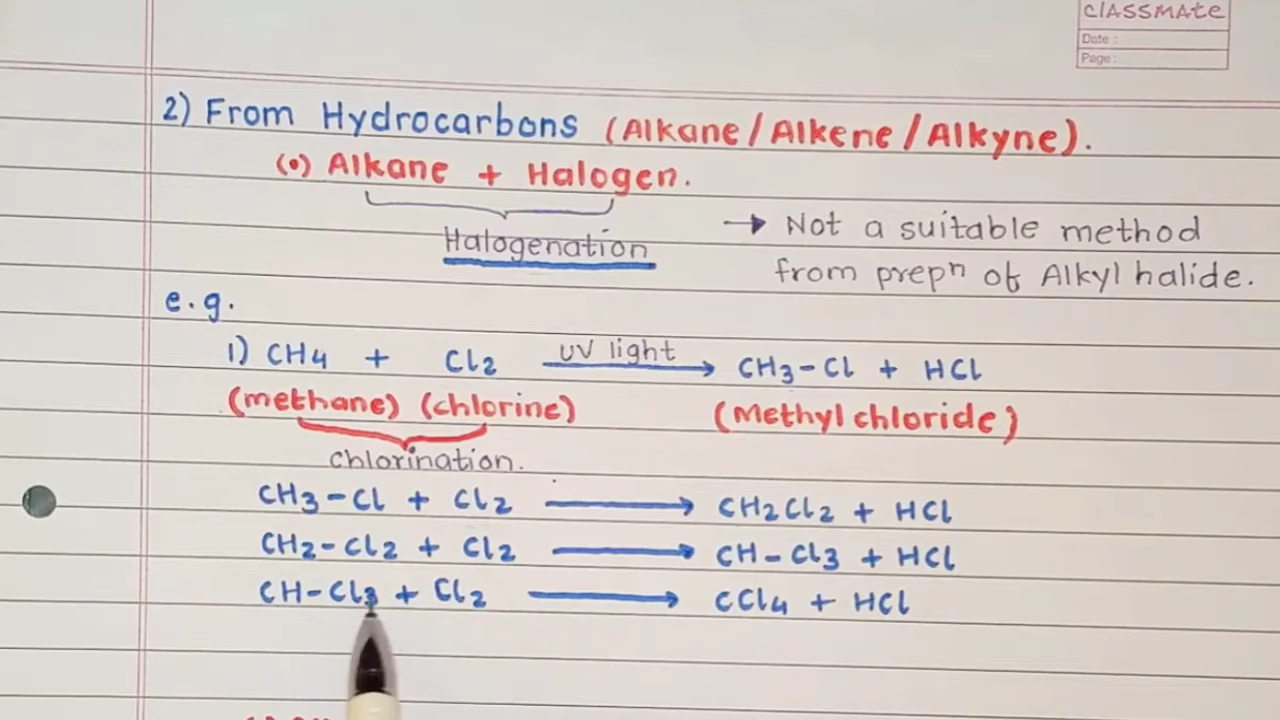 CLASSMATE
Date :
Page :
2) From Hydrocarbons (Alkane/Alkene/Alkyne).
(०) Alkane + Halogen.
Halogenation
→ Not a suitable method
from prepⁿ of Alkyl halide.
e.g.
1) CH4 + Cl2 UV light → CH3-Cl + HCl
(methane) (chlorine) (Methyl chloride)
chlorination.
CH3-Cl + Cl2 → CH2Cl2 + HCl
CH2-Cl2 + Cl2 → CH-Cl3 + HCl
CH-Cl3 + Cl2 → CCl4 + HCl